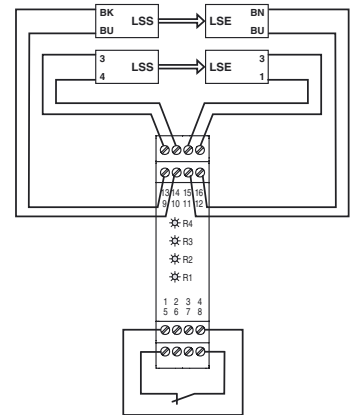 BK LSS LSE BN
BU BU
3 LSS LSE 3
4 1
13 14 15 16
9 10 11 12
R4
R3
R2
R1
1 2 3 4
5 6 7 8